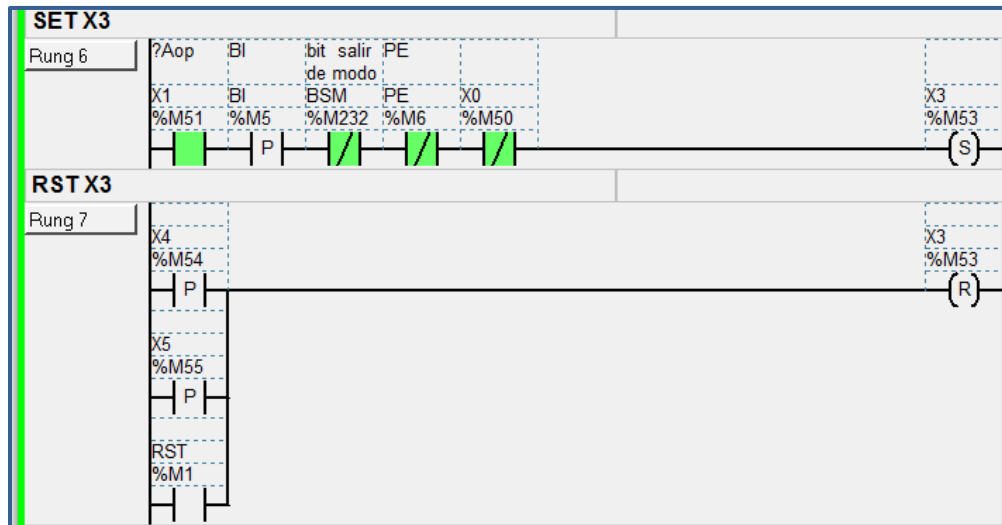 SET X3
Rung 6
?Aop BI bit salir PE
de modo
X1 BI BSM PE X0 X3
%M51 %M5 %M232 %M6 %M50 %M53
P S
RST X3
Rung 7
X4 X3
%M54 %M53
P R
X5
%M55
P
RST
%M1